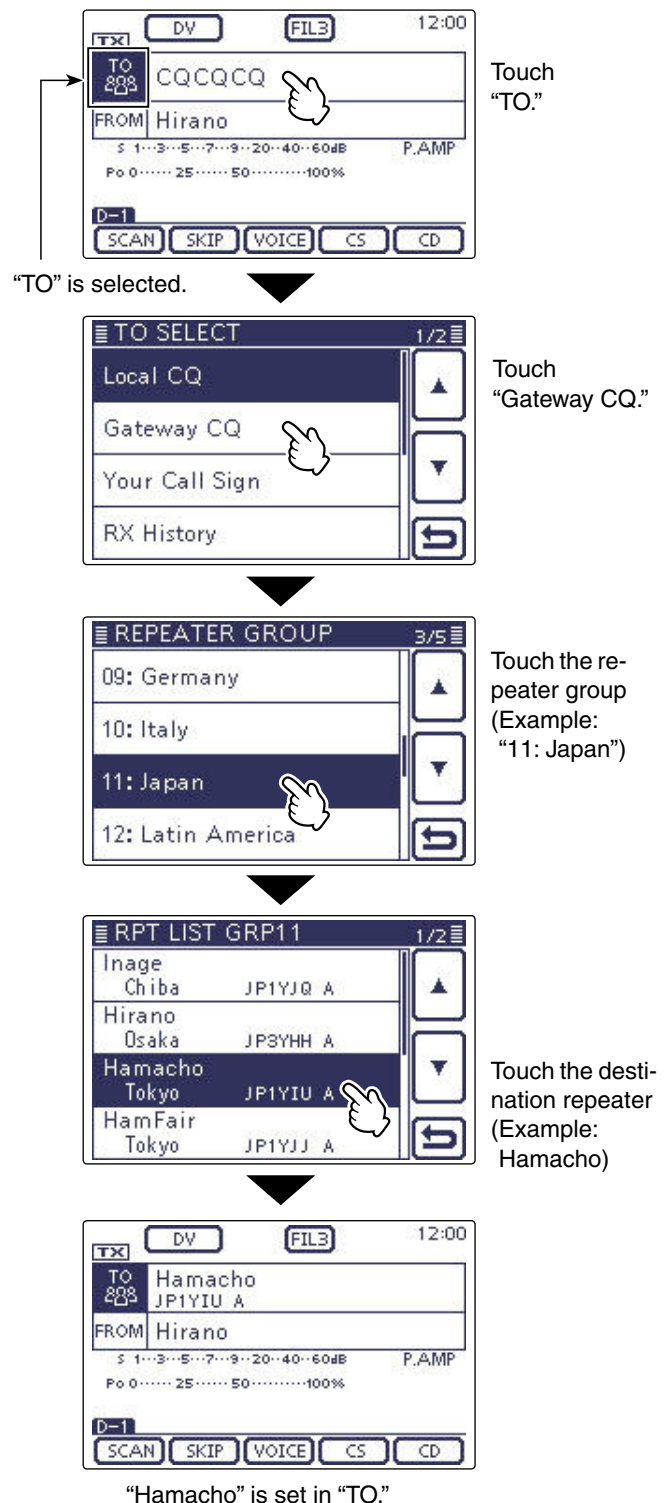 TX DV FIL3 12:00
TO CQCQCQ
FROM Hirano
S 1···3···5···7···9··20··40··60dB P.AMP
Po 0······ 25······ 50··········100%
D-1
SCAN SKIP VOICE CS CD
Touch
“TO.”
“TO” is selected.
TO SELECT 1/2
Local CQ
Gateway CQ
Your Call Sign
RX History
Touch
“Gateway CQ.”
REPEATER GROUP 3/5
09: Germany
10: Italy
11: Japan
12: Latin America
Touch the re-
peater group
(Example:
“11: Japan”)
RPT LIST GRP11 1/2
Inage
Chiba JP1YJQ A
Hirano
Osaka JP3YHH A
Hamacho
Tokyo JP1YIU A
HamFair
Tokyo JP1YJJ A
Touch the desti-
nation repeater
(Example:
Hamacho)
TX DV FIL3 12:00
TO Hamacho
JP1YIU A
FROM Hirano
S 1···3···5···7···9··20··40··60dB P.AMP
Po 0······ 25······ 50··········100%
D-1
SCAN SKIP VOICE CS CD
“Hamacho” is set in “TO.”